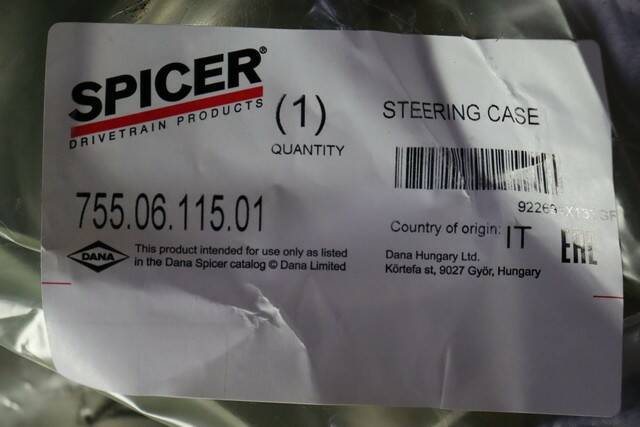 SPICER®
DRIVETRAIN PRODUCTS
(1)
QUANTITY
STEERING CASE
755.06.115.01
Country of origin: IT
EAC
DANA
This product intended for use only as listed
in the Dana Spicer catalog © Dana Limited
Dana Hungary Ltd.
Körtefa st, 9027 Győr, Hungary